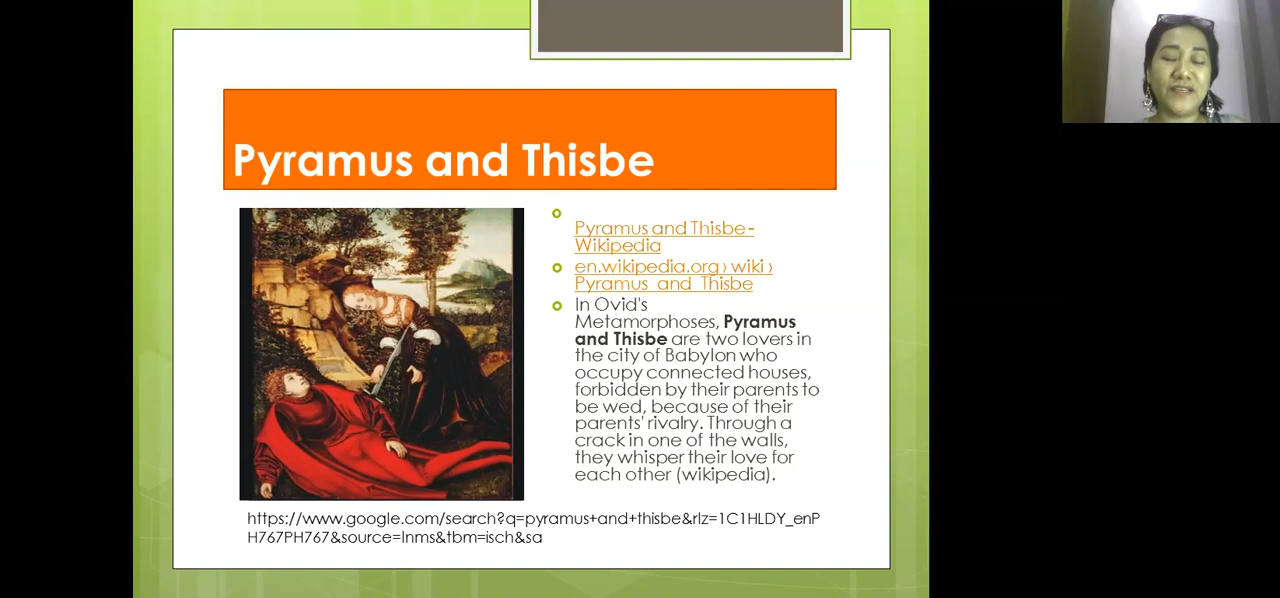 Pyramus and Thisbe
Pyramus and Thisbe -
Wikipedia
en.wikipedia.org › wiki ›
Pyramus_and_Thisbe
In Ovid's
Metamorphoses, Pyramus
and Thisbe are two lovers in
the city of Babylon who
occupy connected houses,
forbidden by their parents to
be wed, because of their
parents' rivalry. Through a
crack in one of the walls,
they whisper their love for
each other (wikipedia).
https://www.google.com/search?q=pyramus+and+thisbe&rlz=1C1HLDY_enP
H767PH767&source=lnms&tbm=isch&sa